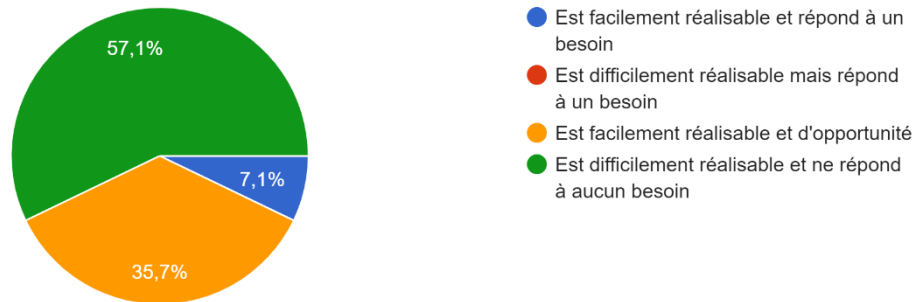 57,1%
7,1%
35,7%
Est facilement réalisable et répond à un
besoin
Est difficilement réalisable mais répond
à un besoin
Est facilement réalisable et d'opportunité
Est difficilement réalisable et ne répond
à aucun besoin